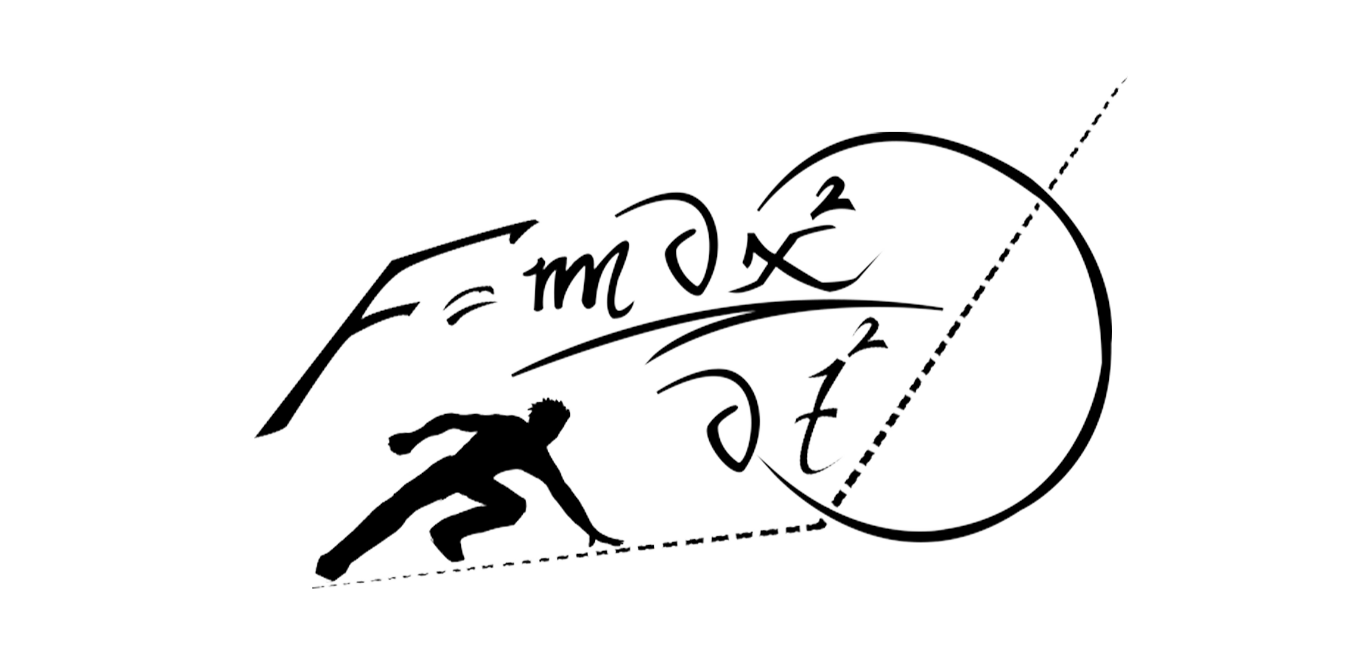 F = m ∂x²
∂t²